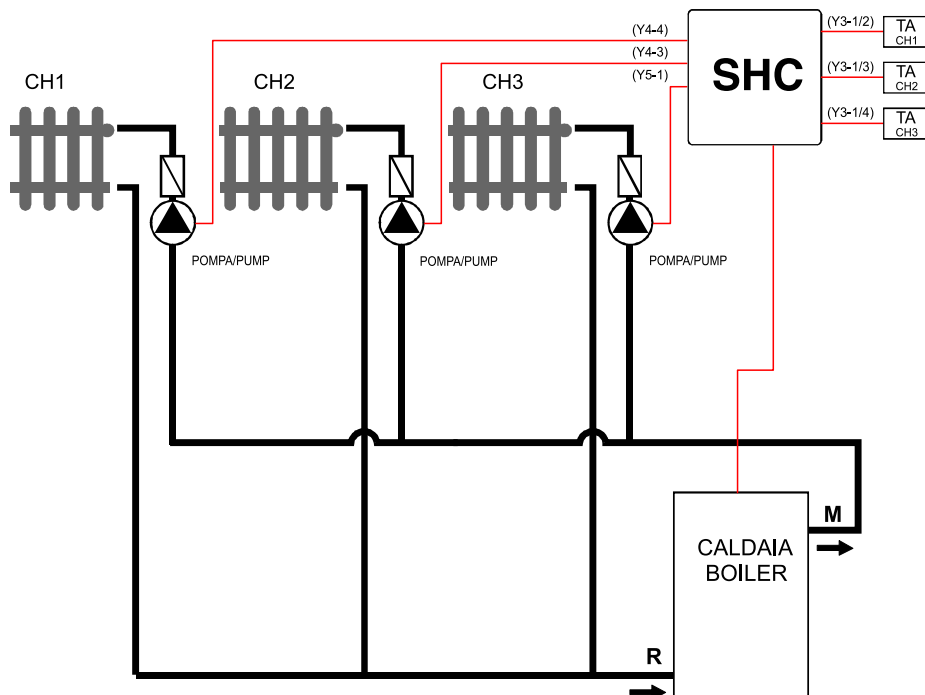 (Y4-4)
(Y4-3)
(Y5-1)
SHC
(Y3-1/2)
TA
CH1
(Y3-1/3)
TA
CH2
(Y3-1/4)
TA
CH3
CH1
CH2
CH3
POMPA/PUMP
POMPA/PUMP
POMPA/PUMP
M
CALDAIA
BOILER
R